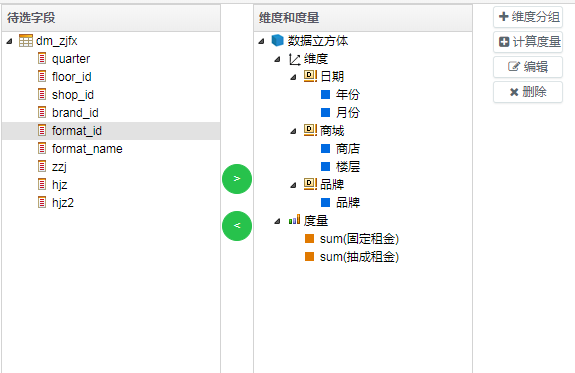 待选字段
dm_zjfx
quarter
floor_id
shop_id
brand_id
format_id
format_name
zzj
hjz
hjz2
>
<
维度和度量
数据立方体
维度
日期
年份
月份
商城
商店
楼层
品牌
品牌
度量
sum(固定租金)
sum(抽成租金)
维度分组
计算度量
编辑
删除